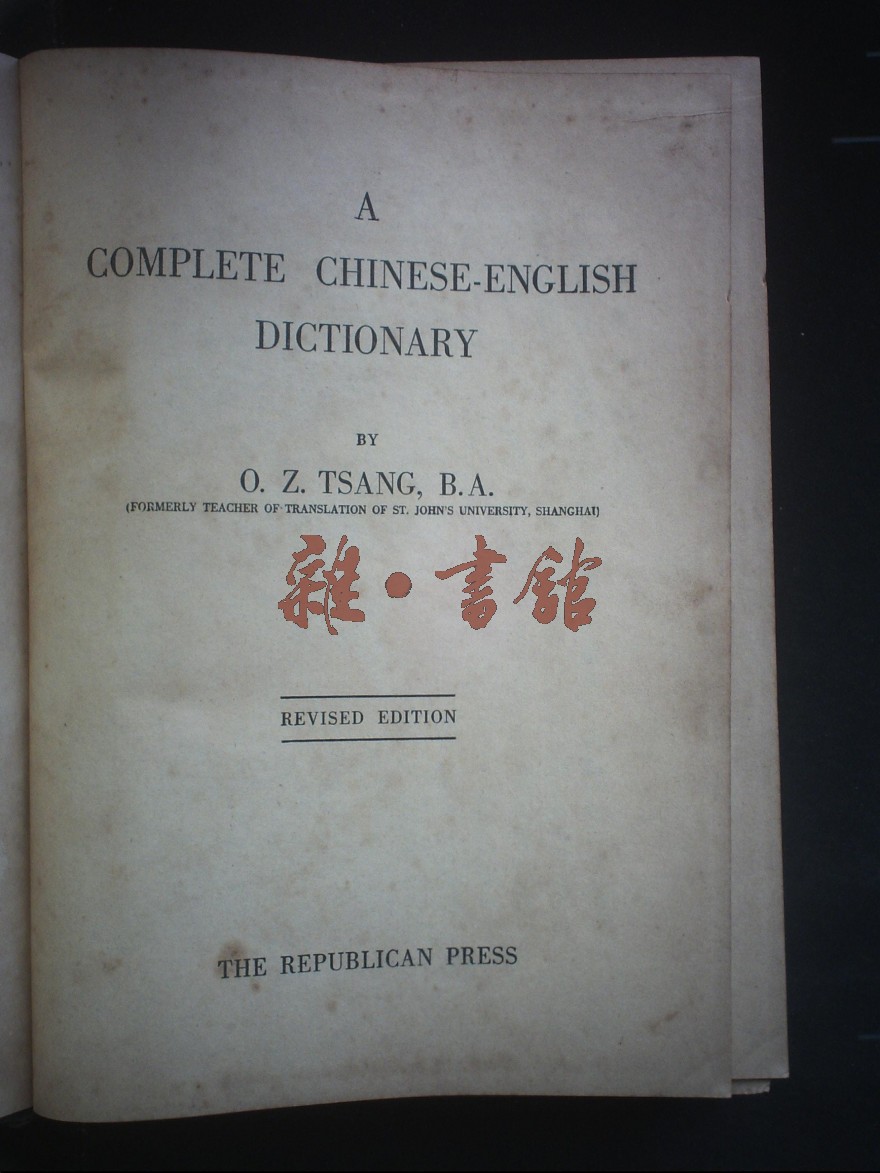 A
COMPLETE CHINESE-ENGLISH
DICTIONARY
BY
O. Z. TSANG, B.A.
(FORMERLY TEACHER OF TRANSLATION OF ST. JOHN'S UNIVERSITY, SHANGHAI)
雜·書館
REVISED EDITION
THE REPUBLICAN PRESS